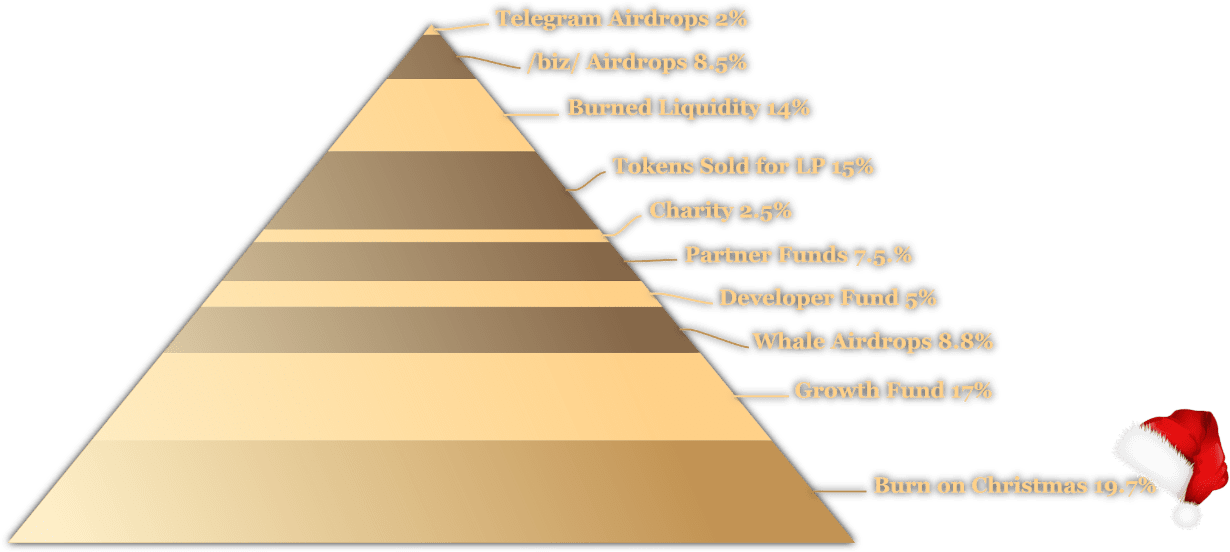 Telegram Airdrops 2%
/biz/ Airdrops 8.5%
Burned Liquidity 14%
Tokens Sold for LP 15%
Charity 2.5%
Partner Funds 7.5.%
Developer Fund 5%
Whale Airdrops 8.8%
Growth Fund 17%
Burn on Christmas 19.7%